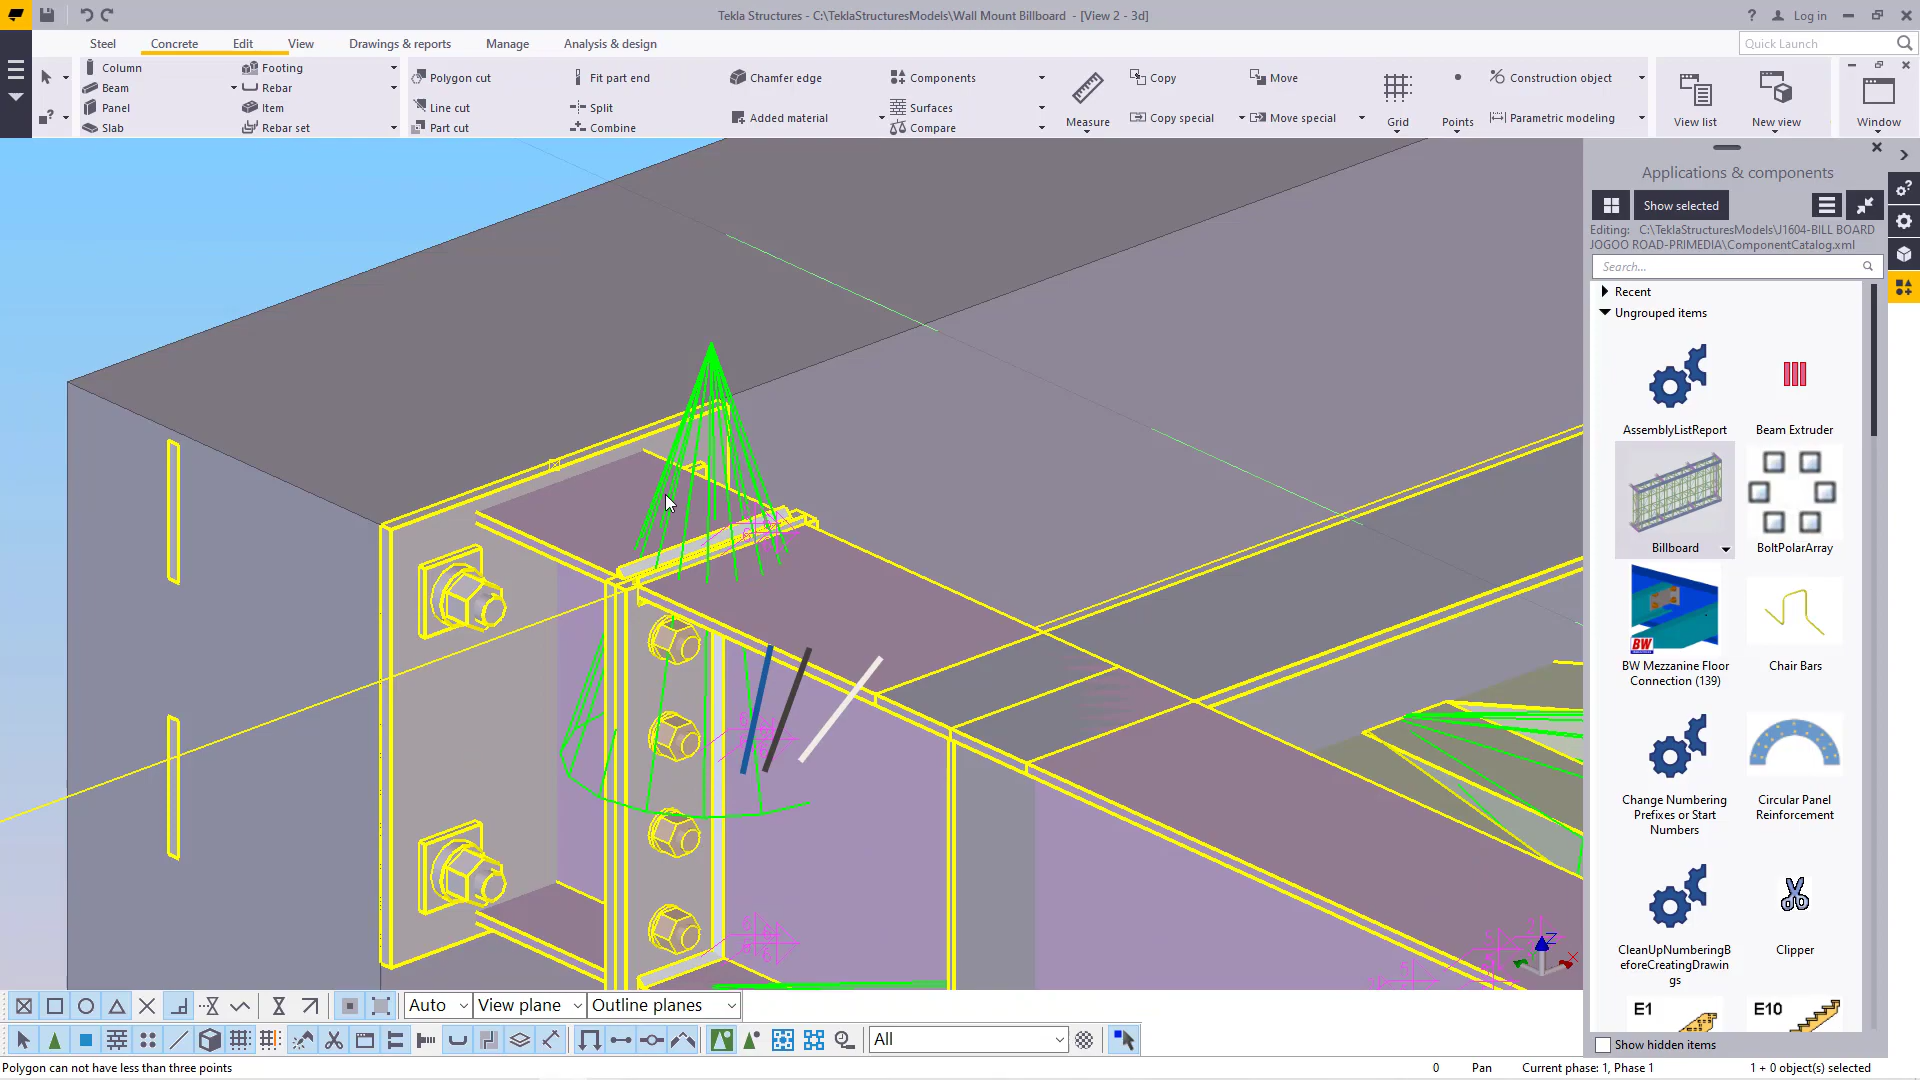 Tekla Structures - C:\TeklaStructuresModels\Wall Mount Billboard - [View 2 - 3d]
? Log in
Steel Concrete Edit View Drawings & reports Manage Analysis & design
Quick Launch
Column Footing
Beam Rebar
Panel Item
Slab Rebar set
Polygon cut Fit part end Chamfer edge Components
Line cut Split Added material Surfaces
Part cut Combine Compare
Measure
Copy Move
Copy special Move special
Grid Points
Construction object
Parametric modeling
View list New view Window
Applications & components
Show selected
Editing: C:\TeklaStructuresModels\J1604-BILL BOARD
JOGOO ROAD-PRIMEDIA\ComponentCatalog.xml
Search...
Recent
Ungrouped items
AssemblyListReport Beam Extruder
Billboard BoltPolarArray
BW
BW Mezzanine Floor
Connection (139)
Chair Bars
Change Numbering
Prefixes or Start
Numbers
Circular Panel
Reinforcement
CleanUpNumberingB
eforeCreatingDrawin
gs
Clipper
E1 E10
Show hidden items
Z
X
Auto View plane Outline planes
All
Polygon can not have less than three points
0 Pan Current phase: 1, Phase 1 1 + 0 object(s) selected